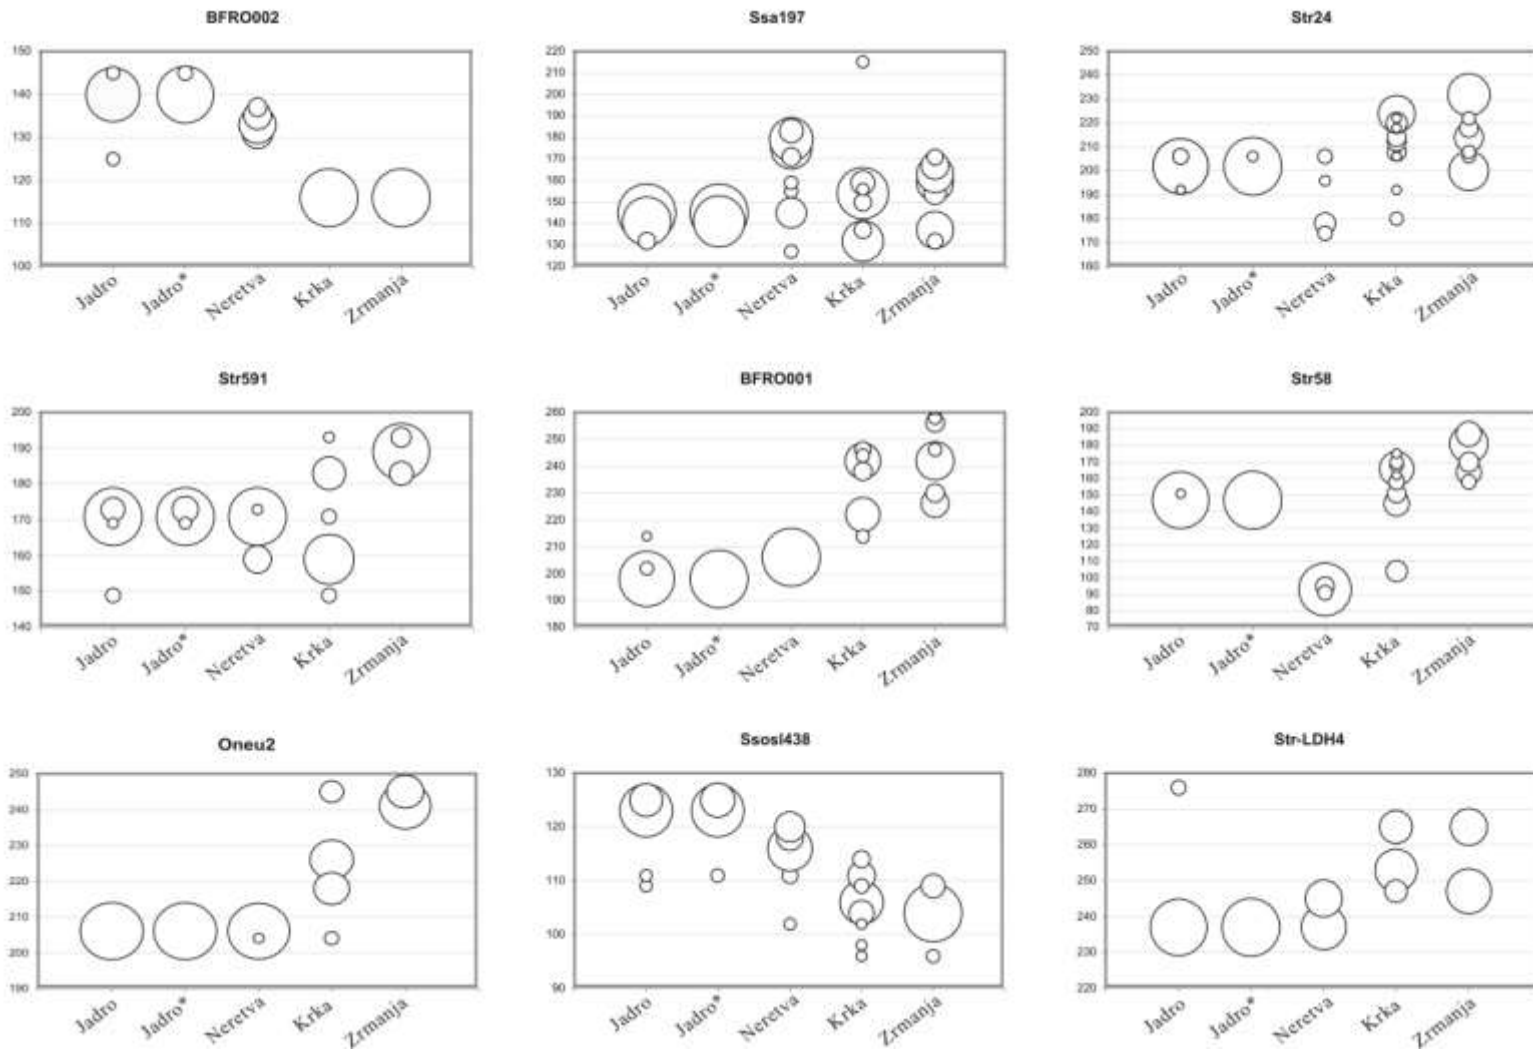 BFRO002
150
140
130
120
110
100
Jadro
Jadro*
Neretva
Krka
Zrmanja
Ssa197
220
210
200
190
180
170
160
150
140
130
120
Jadro
Jadro*
Neretva
Krka
Zrmanja
Str24
250
240
230
220
210
200
190
180
170
160
Jadro
Jadro*
Neretva
Krka
Zrmanja
Str591
200
190
180
170
160
150
140
Jadro
Jadro*
Neretva
Krka
Zrmanja
BFRO001
260
250
240
230
220
210
200
190
180
Jadro
Jadro*
Neretva
Krka
Zrmanja
Str58
200
190
180
170
160
150
140
130
120
110
100
90
80
70
Jadro
Jadro*
Neretva
Krka
Zrmanja
Oneu2
250
240
230
220
210
200
190
Jadro
Jadro*
Neretva
Krka
Zrmanja
Ssosl438
130
120
110
100
90
Jadro
Jadro*
Neretva
Krka
Zrmanja
Str-LDH4
280
270
260
250
240
230
220
Jadro
Jadro*
Neretva
Krka
Zrmanja